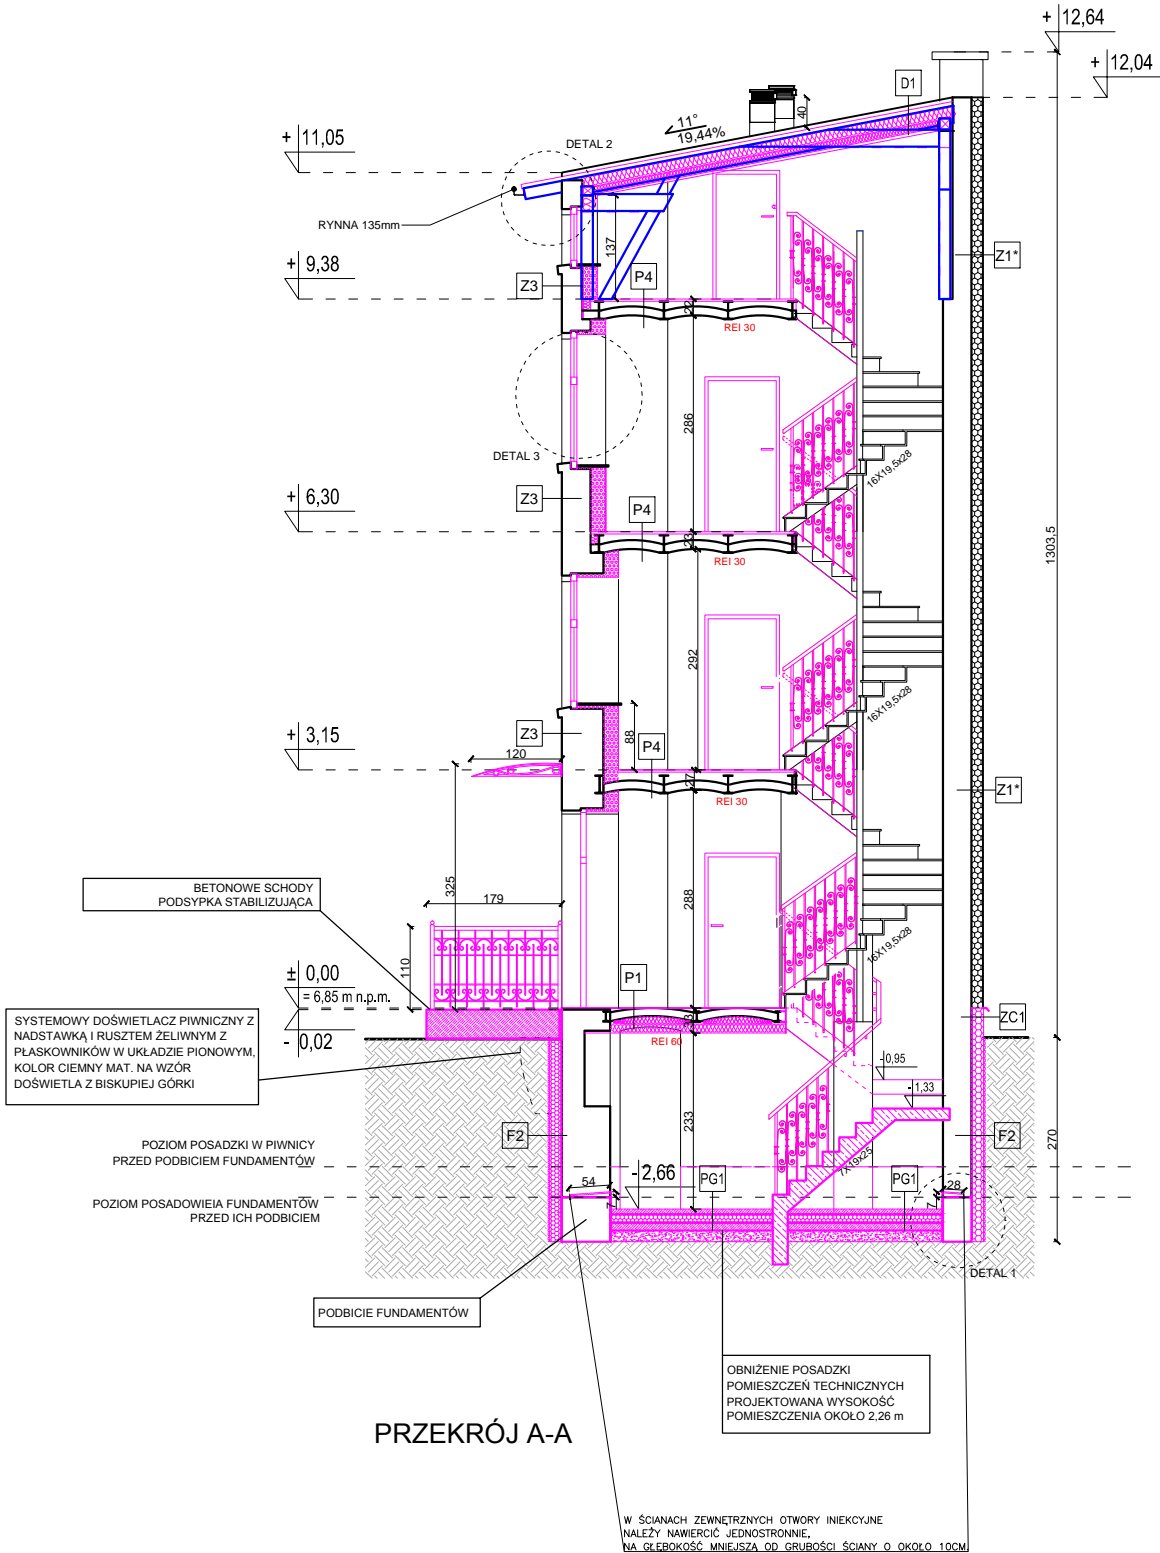 + 12,64
+ 12,04
D1
40
11°
19,44%
+ 11,05
DETAL 2
RYNNA 135mm
137
Z1*
+ 9,38
Z3
P4
22
REI 30
286
DETAL 3
16X19,5x28
+ 6,30
Z3
P4
23
REI 30
1303,5
292
16X19,5x28
+ 3,15
Z3
88
P4
120
27
REI 30
Z1*
325
BETONOWE SCHODY
PODSYPKA STABILIZUJĄCA
179
288
16X19,5x28
110
± 0,00
= 6,85 m n.p.m.
- 0,02
P1
33
REI 60
ZC1
SYSTEMOWY DOŚWIETLACZ PIWNICZNY Z
NADSTAWKĄ I RUSZTEM ŻELIWNYM Z
PŁASKOWNIKÓW W UKŁADZIE PIONOWYM,
KOLOR CIEMNY MAT. NA WZÓR
DOŚWIETLA Z BISKUPIEJ GÓRKI
-0,95
-1,33
F2
233
F2
270
POZIOM POSADZKI W PIWNICY
PRZED PODBICIEM FUNDAMENTÓW
7x19x25
54
7
-2,66
PG1
PG1
7
28
POZIOM POSADOWIEIA FUNDAMENTÓW
PRZED ICH PODBICIEM
DETAL 1
PODBICIE FUNDAMENTÓW
OBNIŻENIE POSADZKI
POMIESZCZEŃ TECHNICZNYCH
PROJEKTOWANA WYSOKOŚĆ
POMIESZCZENIA OKOŁO 2,26 m
PRZEKRÓJ A-A
W ŚCIANACH ZEWNĘTRZNYCH OTWORY INIEKCYJNE
NALEŻY NAWIERCIĆ JEDNOSTRONNIE,
NA GŁĘBOKOŚĆ MNIEJSZĄ OD GRUBOŚCI ŚCIANY O OKOŁO 10CM.